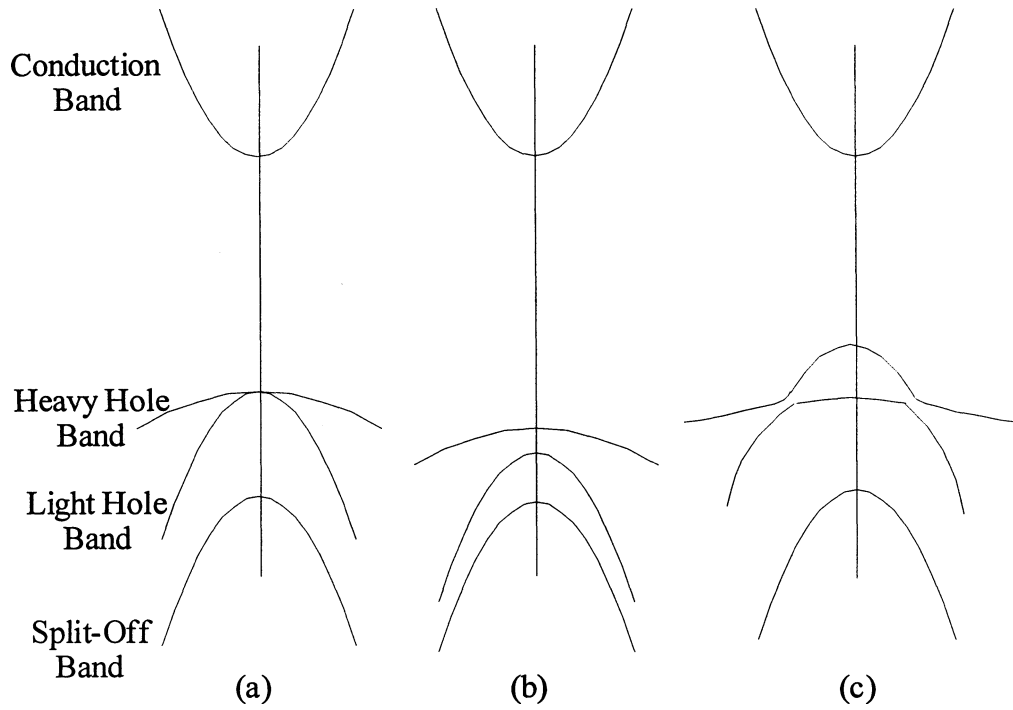 Conduction
Band
Heavy Hole
Band
Light Hole
Band
Split-Off
Band
(a)
(b)
(c)